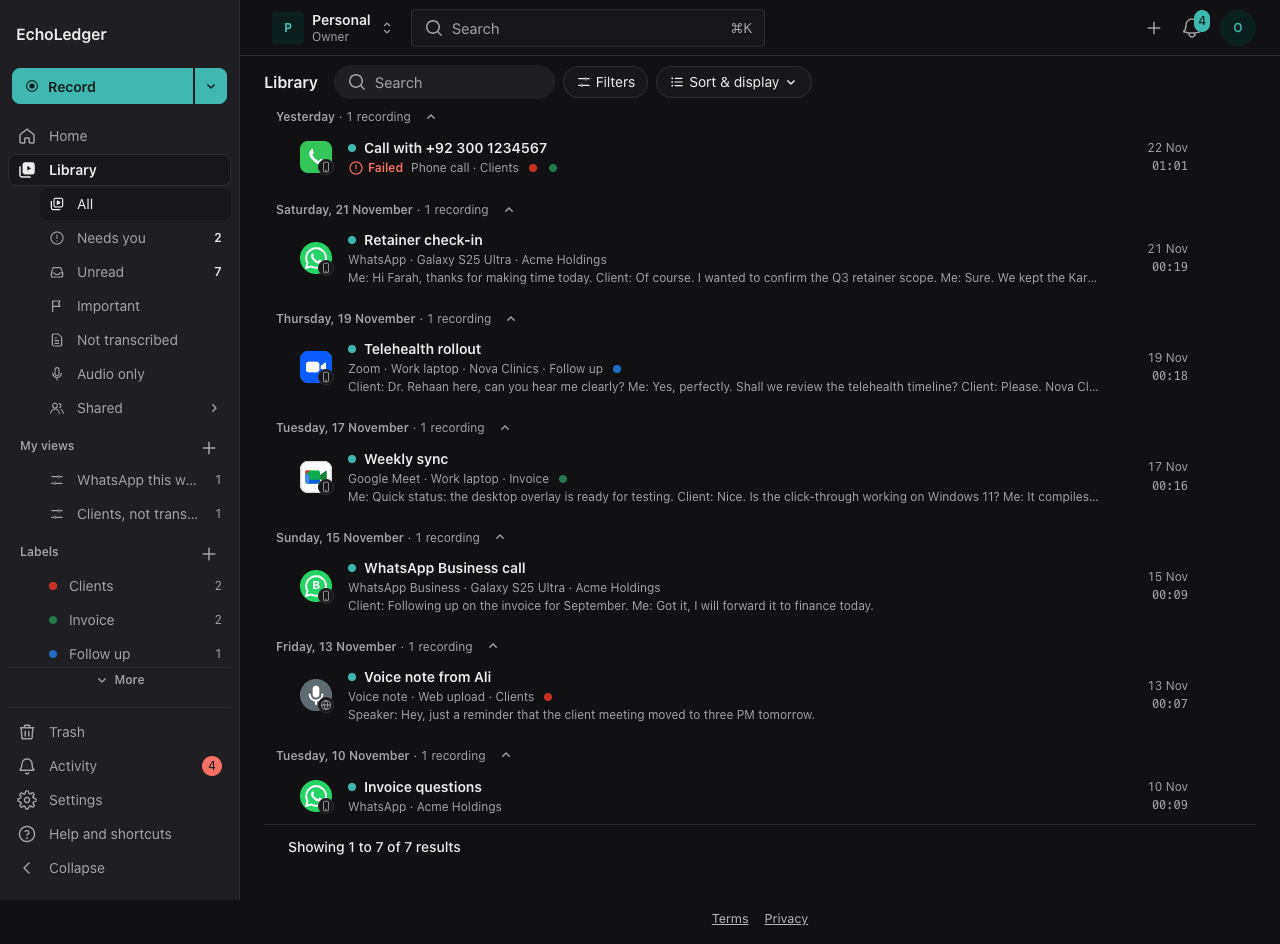 EchoLedger
Record
Home
Library
All
Needs you 2
Unread 7
Important
Not transcribed
Audio only
Shared
My views
WhatsApp this w... 1
Clients, not trans... 1
Labels
Clients 2
Invoice 2
Follow up 1
More
Trash
Activity 4
Settings
Help and shortcuts
Collapse
P Personal
Owner
Search ⌘K
4
O
Library Search Filters Sort & display
Yesterday · 1 recording
Call with +92 300 1234567 22 Nov
Failed Phone call · Clients 01:01
Saturday, 21 November · 1 recording
Retainer check-in 21 Nov
WhatsApp · Galaxy S25 Ultra · Acme Holdings 00:19
Me: Hi Farah, thanks for making time today. Client: Of course. I wanted to confirm the Q3 retainer scope. Me: Sure. We kept the Kar...
Thursday, 19 November · 1 recording
Telehealth rollout 19 Nov
Zoom · Work laptop · Nova Clinics · Follow up 00:18
Client: Dr. Rehaan here, can you hear me clearly? Me: Yes, perfectly. Shall we review the telehealth timeline? Client: Please. Nova Cl...
Tuesday, 17 November · 1 recording
Weekly sync 17 Nov
Google Meet · Work laptop · Invoice 00:16
Me: Quick status: the desktop overlay is ready for testing. Client: Nice. Is the click-through working on Windows 11? Me: It compiles...
Sunday, 15 November · 1 recording
WhatsApp Business call 15 Nov
B
WhatsApp Business · Galaxy S25 Ultra · Acme Holdings 00:09
Client: Following up on the invoice for September. Me: Got it, I will forward it to finance today.
Friday, 13 November · 1 recording
Voice note from Ali 13 Nov
Voice note · Web upload · Clients 00:07
Speaker: Hey, just a reminder that the client meeting moved to three PM tomorrow.
Tuesday, 10 November · 1 recording
Invoice questions 10 Nov
WhatsApp · Acme Holdings 00:09
Showing 1 to 7 of 7 results
Terms Privacy